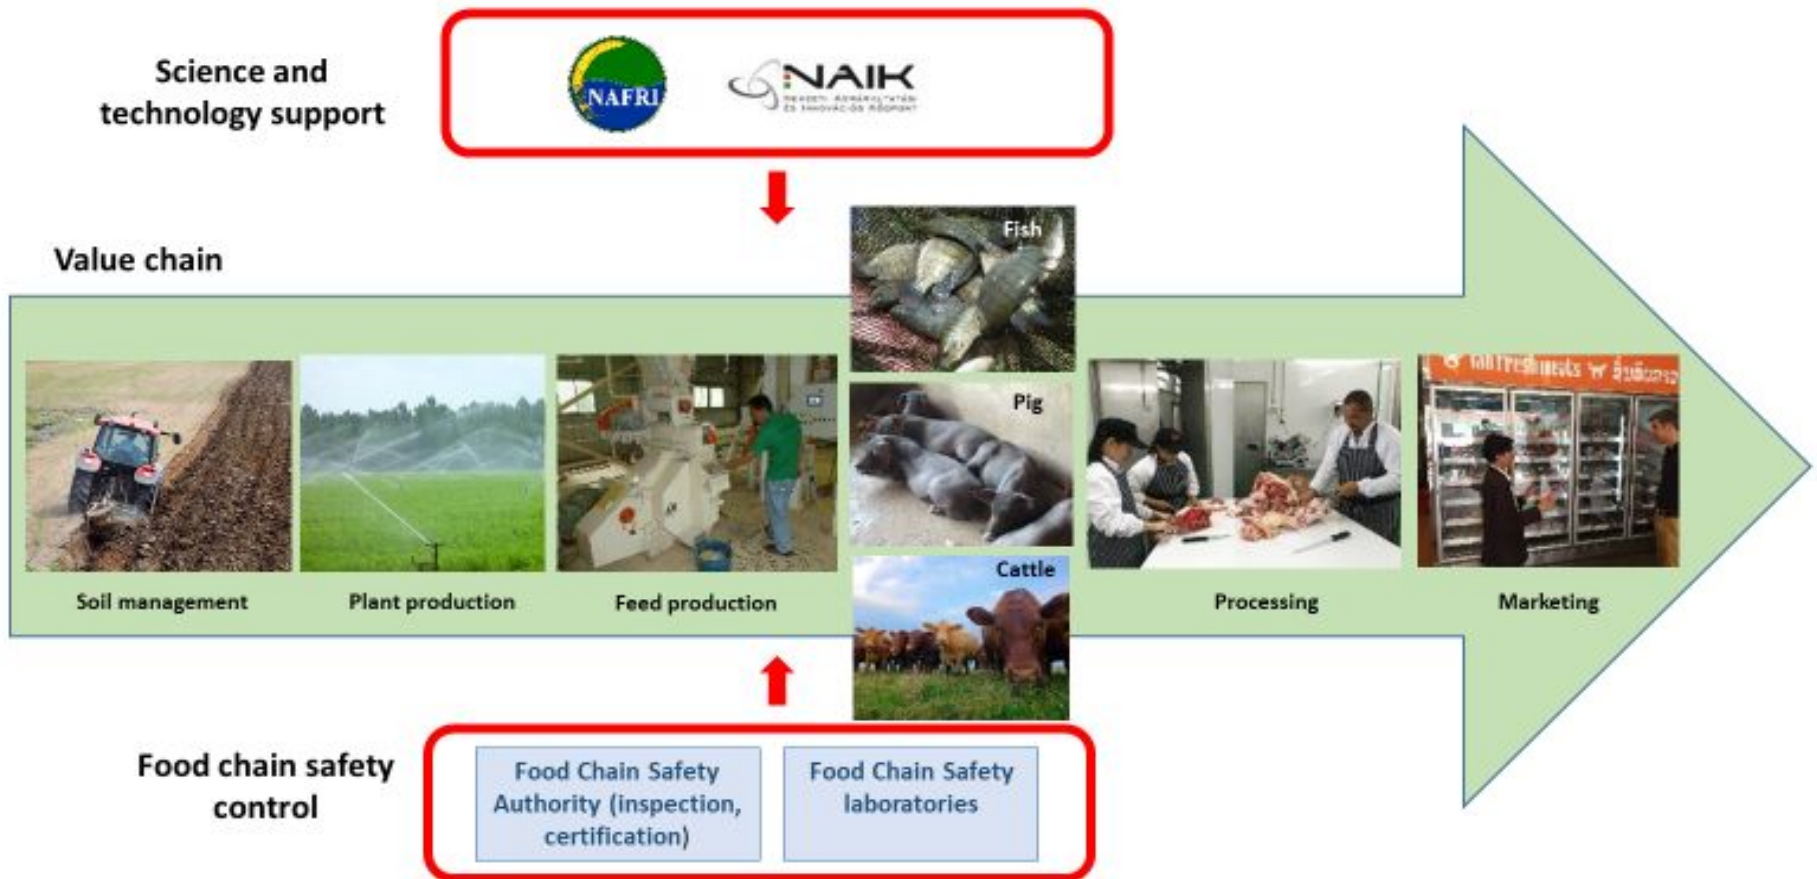 Science and
technology support
NAFRI
NAIK
Value chain
Fish
Pig
Cattle
Soil management
Plant production
Feed production
Processing
Marketing
Food chain safety
control
Food Chain Safety
Authority (inspection,
certification)
Food Chain Safety
laboratories